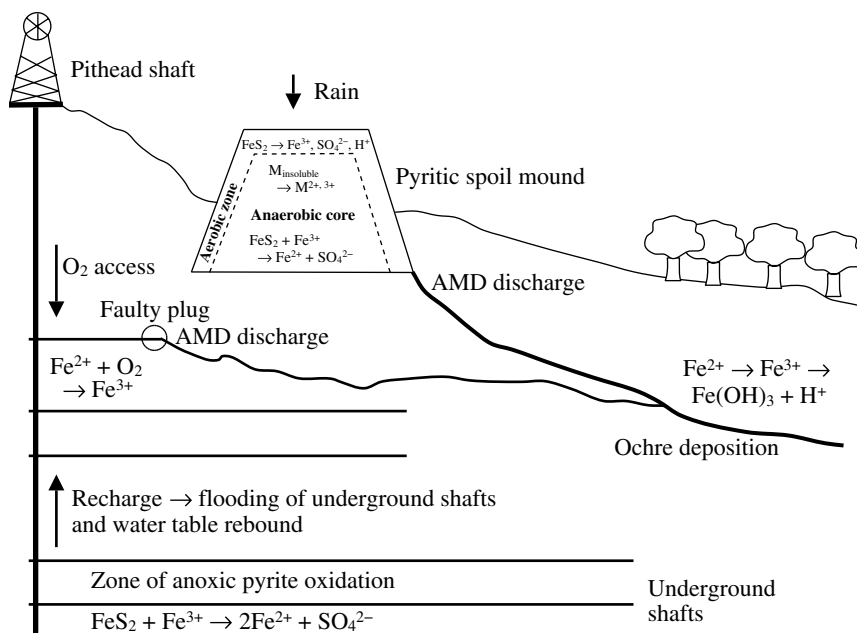 Pithead shaft
Rain
FeS₂ → Fe³⁺, SO₄²⁻, H⁺
M_insoluble
→ M²⁺, ³⁺
Pyritic spoil mound
Aerobic zone
Anaerobic core
FeS₂ + Fe³⁺
→ Fe²⁺ + SO₄²⁻
O₂ access
AMD discharge
Faulty plug
AMD discharge
Fe²⁺ + O₂
→ Fe³⁺
Fe²⁺ → Fe³⁺ →
Fe(OH)₃ + H⁺
Ochre deposition
Recharge → flooding of underground shafts
and water table rebound
Zone of anoxic pyrite oxidation
Underground
shafts
FeS₂ + Fe³⁺ → 2Fe²⁺ + SO₄²⁻